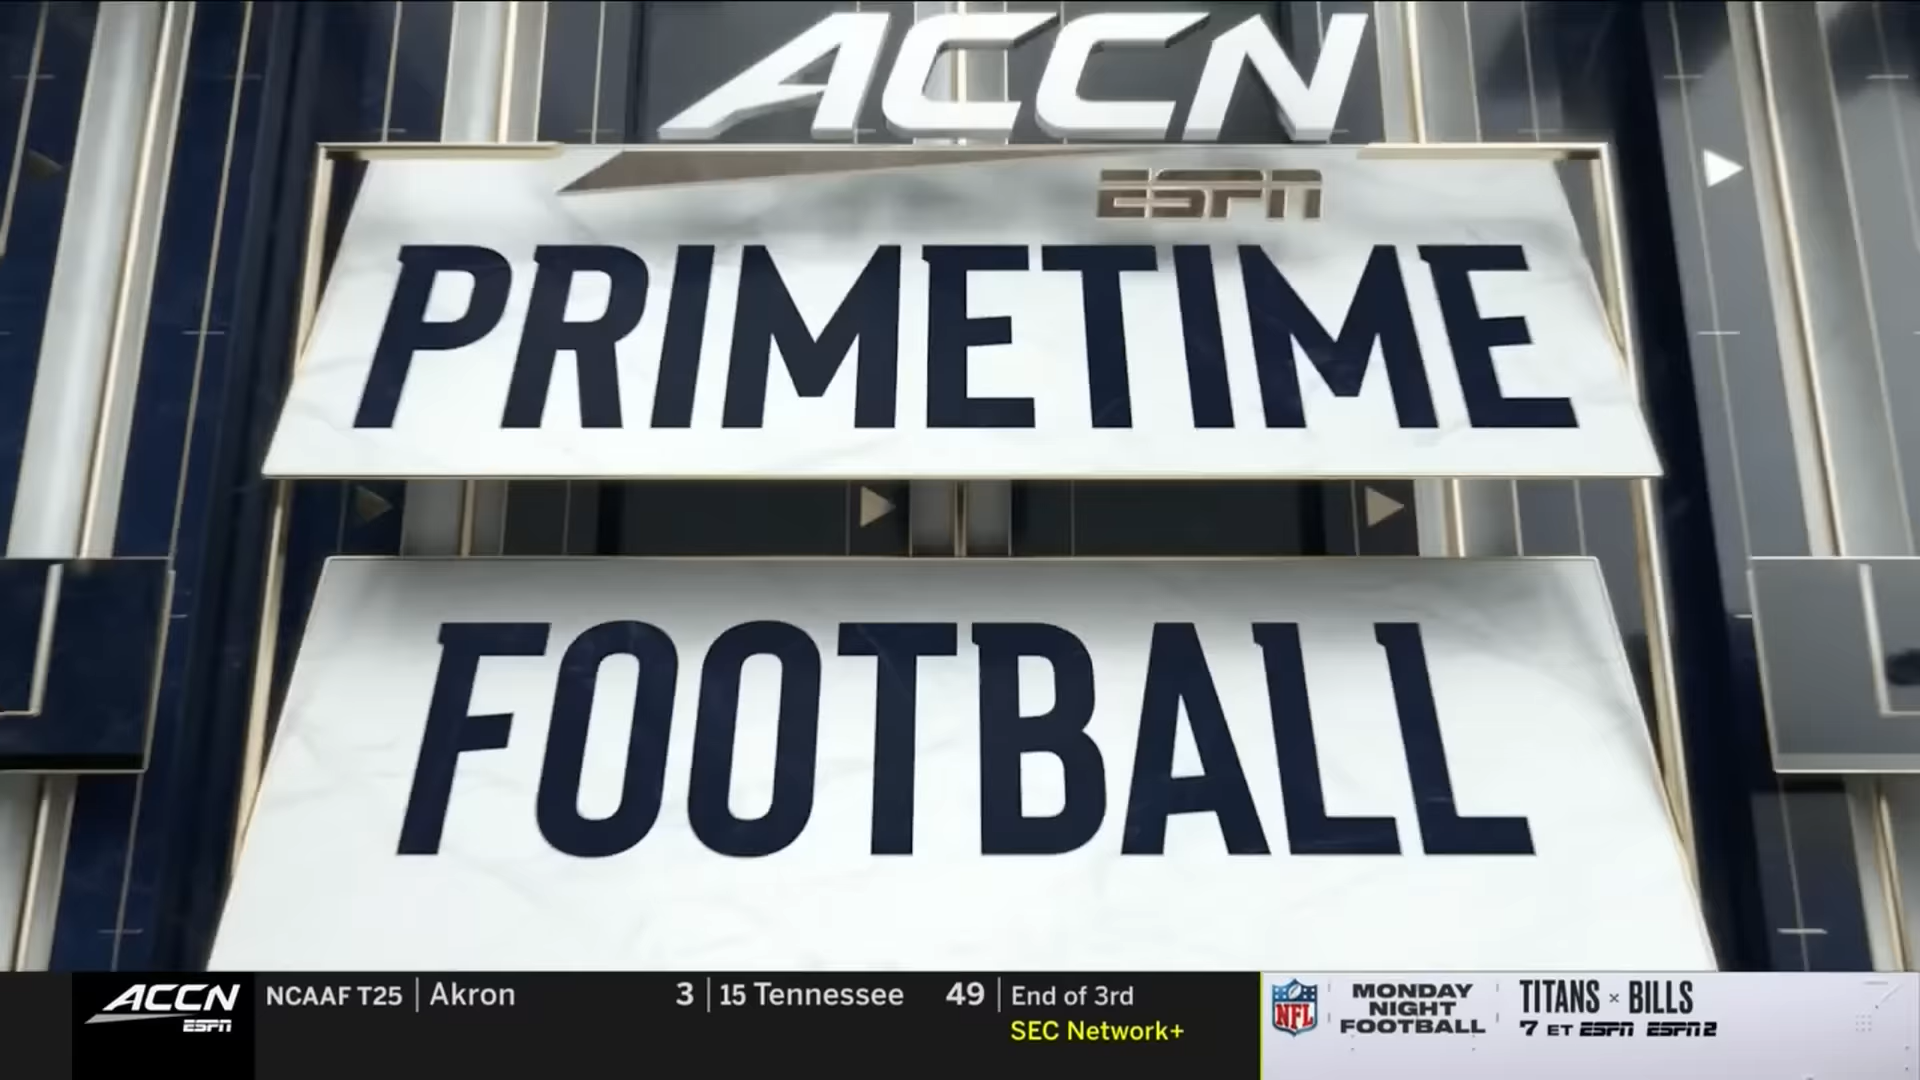 ACCN
ESPN
PRIMETIME
FOOTBALL
ACCN
ESPN
NCAAF T25 Akron 3 15 Tennessee 49 End of 3rd
SEC Network+
NFL
MONDAY
NIGHT
FOOTBALL
TITANS × BILLS
7 ET ESPN ESPN2